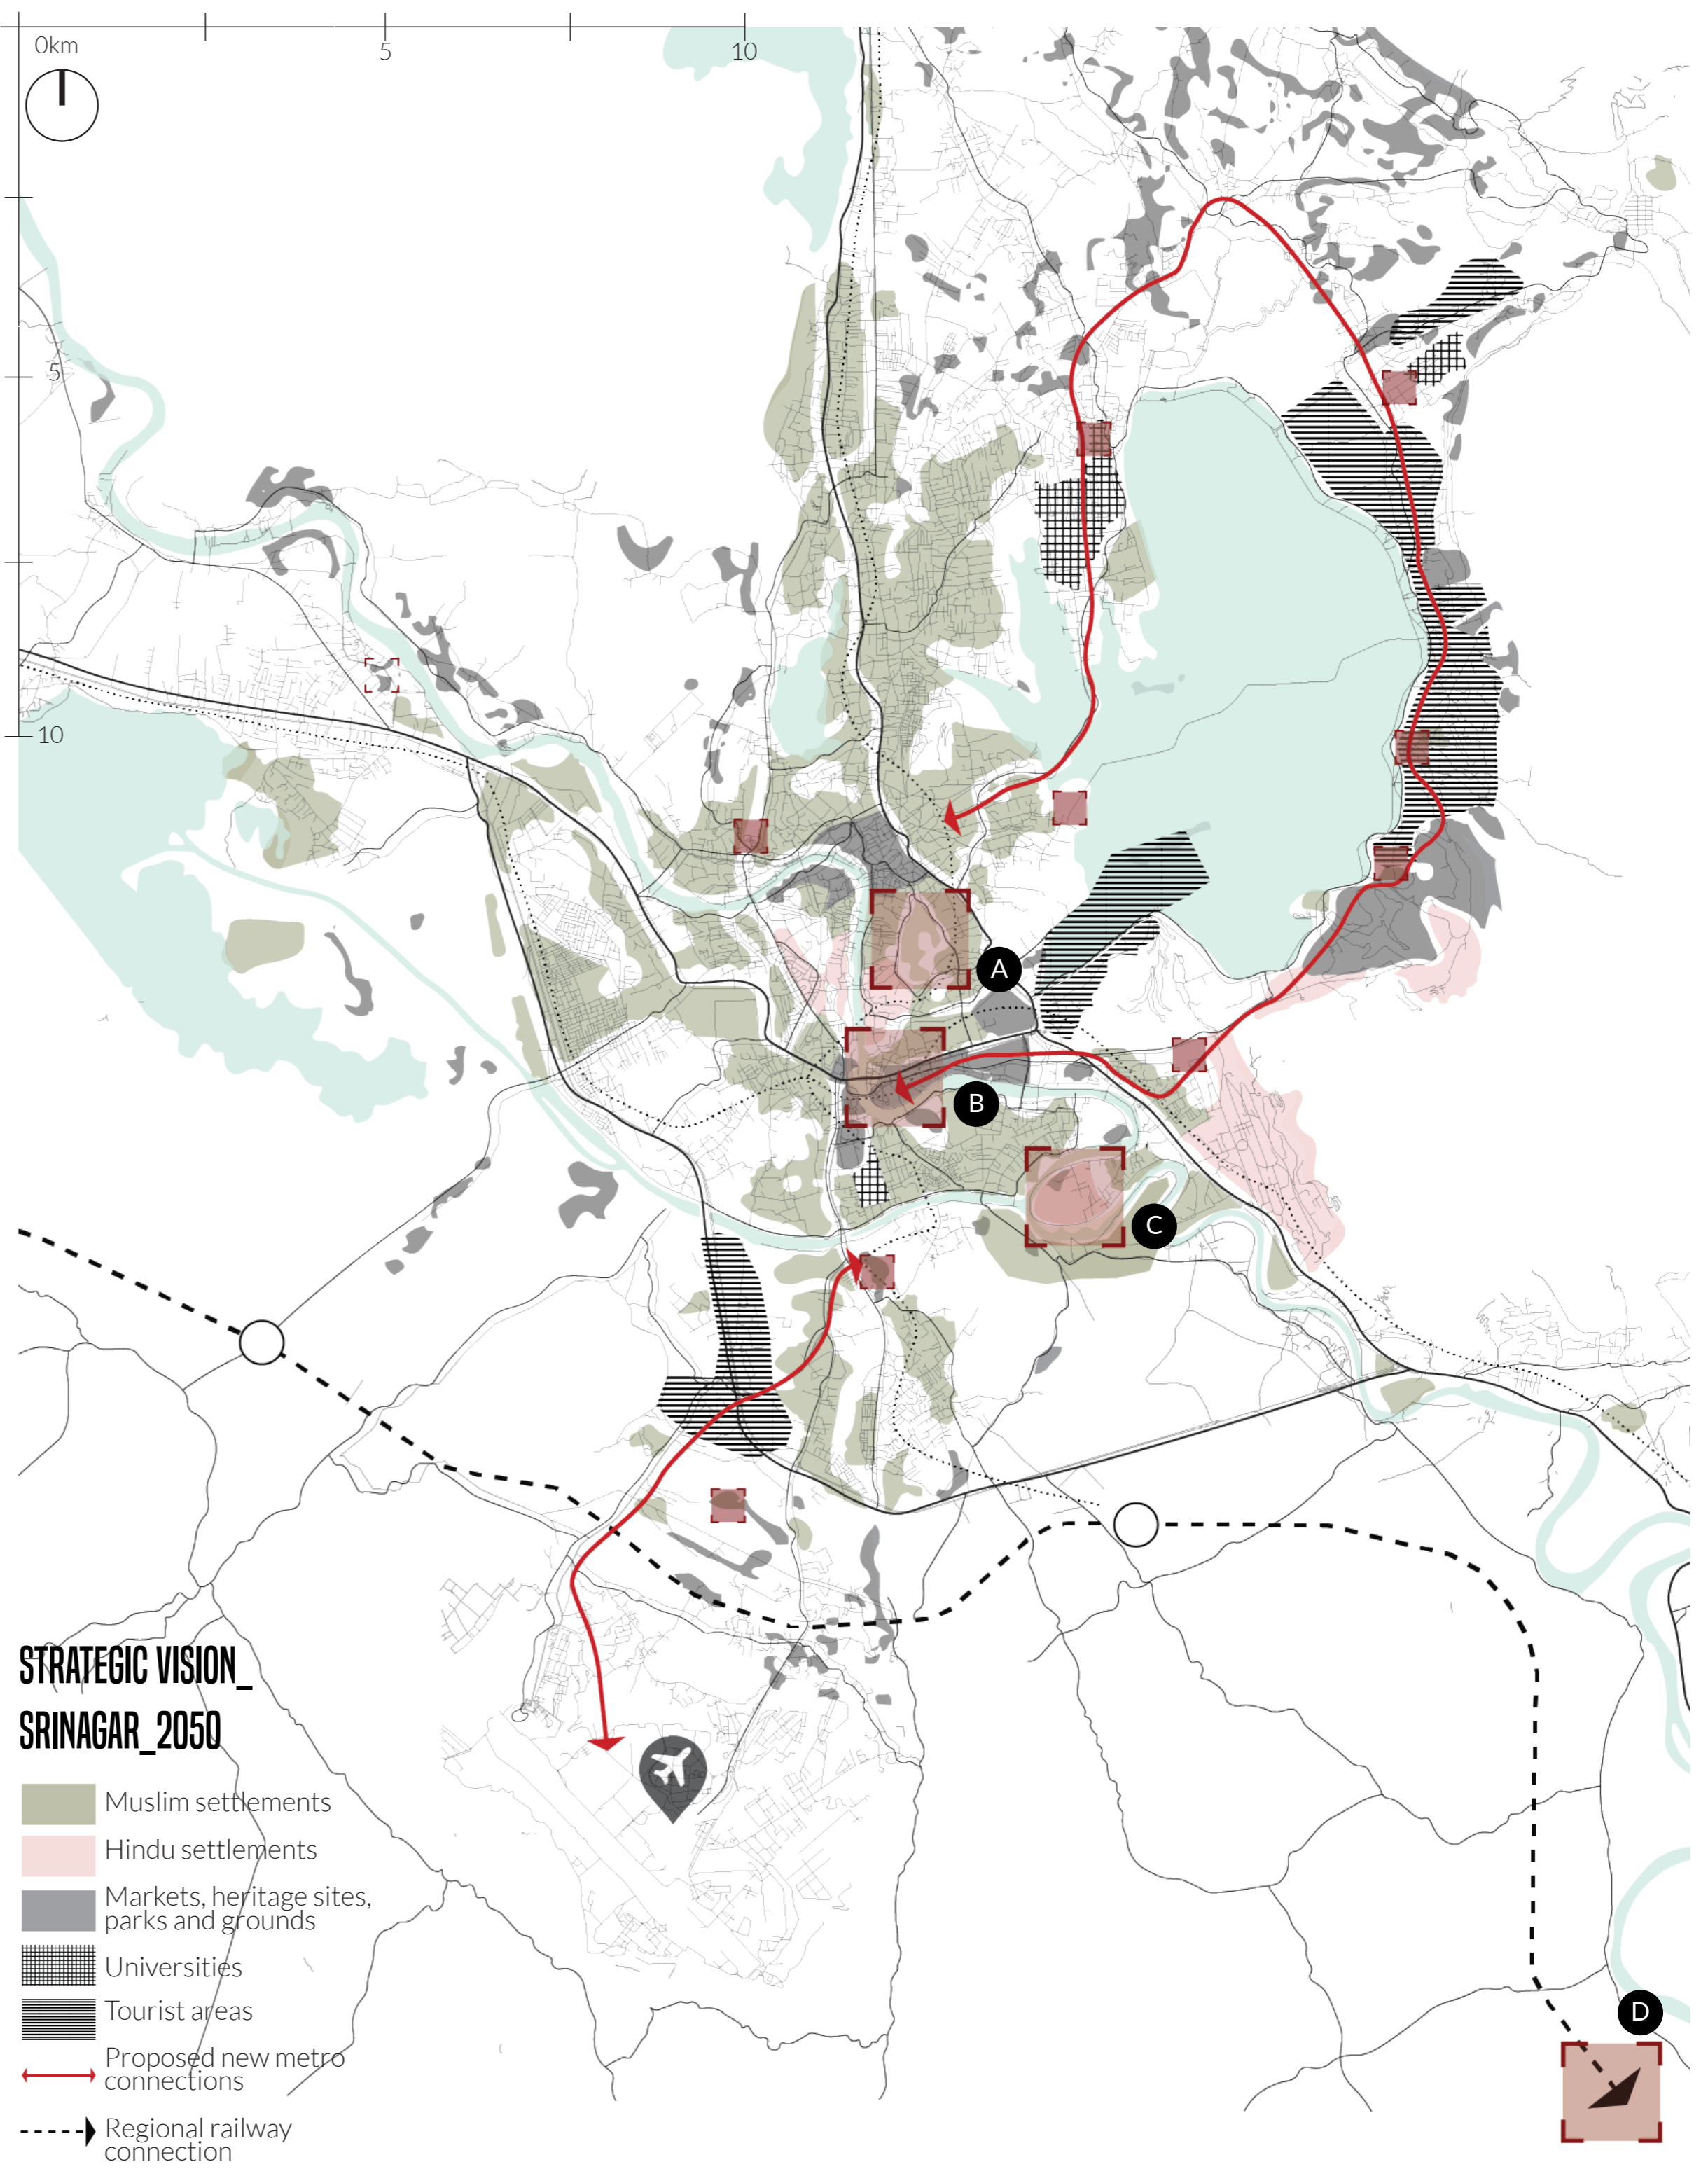 0km
5
10
5
10
A
B
C
D
STRATEGIC VISION_
SRINAGAR_2050
Muslim settlements
Hindu settlements
Markets, heritage sites,
parks and grounds
Universities
Tourist areas
Proposed new metro
connections
Regional railway
connection